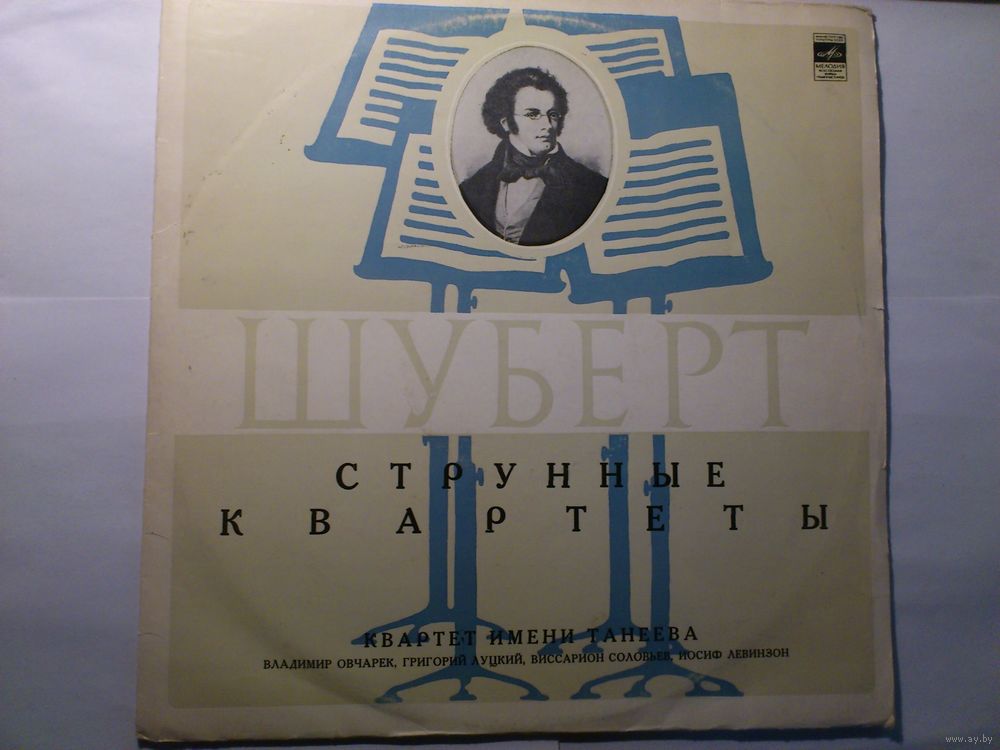 МЕЛОДИЯ
ШУБЕРТ
СТРУННЫЕ
КВАРТЕТЫ
КВАРТЕТ ИМЕНИ ТАНЕЕВА
ВЛАДИМИР ОВЧАРЕК, ГРИГОРИЙ ЛУЦКИЙ, ВИССАРИОН СОЛОВЬЕВ, ИОСИФ ЛЕВИНЗОН
www.ay.by